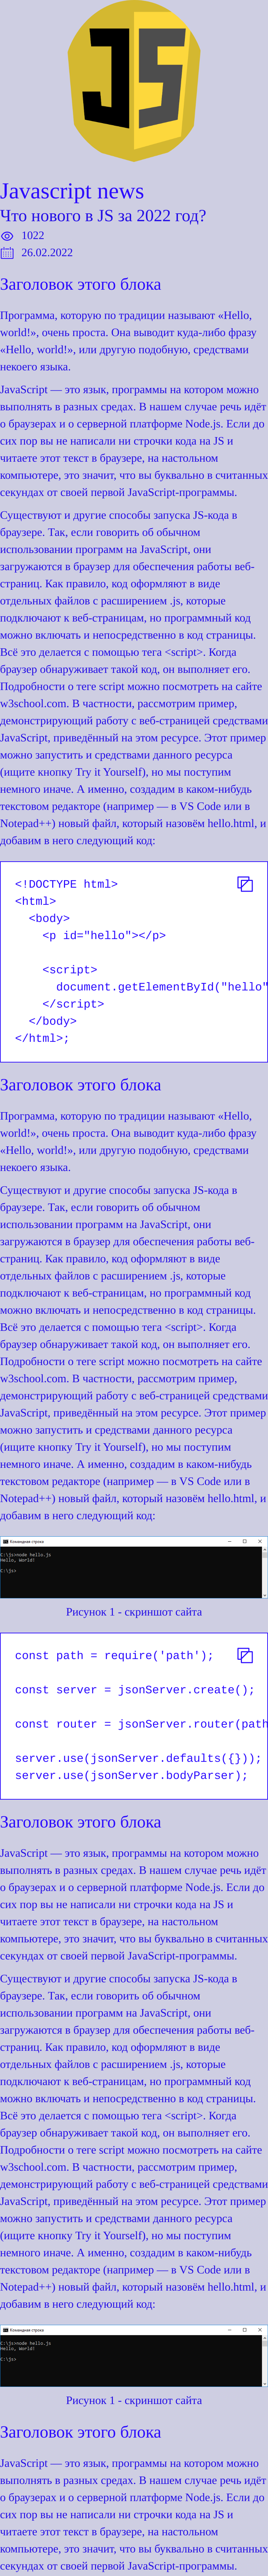 JS
Javascript news
Что нового в JS за 2022 год?
1022
26.02.2022
Заголовок этого блока
Программа, которую по традиции называют «Hello,
world!», очень проста. Она выводит куда-либо фразу
«Hello, world!», или другую подобную, средствами
некоего языка.
JavaScript — это язык, программы на котором можно
выполнять в разных средах. В нашем случае речь идёт
о браузерах и о серверной платформе Node.js. Если до
сих пор вы не написали ни строчки кода на JS и
читаете этот текст в браузере, на настольном
компьютере, это значит, что вы буквально в считанных
секундах от своей первой JavaScript-программы.
Существуют и другие способы запуска JS-кода в
браузере. Так, если говорить об обычном
использовании программ на JavaScript, они
загружаются в браузер для обеспечения работы веб-
страниц. Как правило, код оформляют в виде
отдельных файлов с расширением .js, которые
подключают к веб-страницам, но программный код
можно включать и непосредственно в код страницы.
Всё это делается с помощью тега <script>. Когда
браузер обнаруживает такой код, он выполняет его.
Подробности о теге script можно посмотреть на сайте
w3school.com. В частности, рассмотрим пример,
демонстрирующий работу с веб-страницей средствами
JavaScript, приведённый на этом ресурсе. Этот пример
можно запустить и средствами данного ресурса
(ищите кнопку Try it Yourself), но мы поступим
немного иначе. А именно, создадим в каком-нибудь
текстовом редакторе (например — в VS Code или в
Notepad++) новый файл, который назовём hello.html, и
добавим в него следующий код:
<!DOCTYPE html>
<html>
<body>
<p id="hello"></p>
<script>
document.getElementById("hello"
</script>
</body>
</html>;
Заголовок этого блока
Программа, которую по традиции называют «Hello,
world!», очень проста. Она выводит куда-либо фразу
«Hello, world!», или другую подобную, средствами
некоего языка.
Существуют и другие способы запуска JS-кода в
браузере. Так, если говорить об обычном
использовании программ на JavaScript, они
загружаются в браузер для обеспечения работы веб-
страниц. Как правило, код оформляют в виде
отдельных файлов с расширением .js, которые
подключают к веб-страницам, но программный код
можно включать и непосредственно в код страницы.
Всё это делается с помощью тега <script>. Когда
браузер обнаруживает такой код, он выполняет его.
Подробности о теге script можно посмотреть на сайте
w3school.com. В частности, рассмотрим пример,
демонстрирующий работу с веб-страницей средствами
JavaScript, приведённый на этом ресурсе. Этот пример
можно запустить и средствами данного ресурса
(ищите кнопку Try it Yourself), но мы поступим
немного иначе. А именно, создадим в каком-нибудь
текстовом редакторе (например — в VS Code или в
Notepad++) новый файл, который назовём hello.html, и
добавим в него следующий код:
Командная строка
C:\js>node hello.js
Hello, World!
C:\js>
Рисунок 1 - скриншот сайта
const path = require('path');
const server = jsonServer.create();
const router = jsonServer.router(path
server.use(jsonServer.defaults({}));
server.use(jsonServer.bodyParser);
Заголовок этого блока
JavaScript — это язык, программы на котором можно
выполнять в разных средах. В нашем случае речь идёт
о браузерах и о серверной платформе Node.js. Если до
сих пор вы не написали ни строчки кода на JS и
читаете этот текст в браузере, на настольном
компьютере, это значит, что вы буквально в считанных
секундах от своей первой JavaScript-программы.
Существуют и другие способы запуска JS-кода в
браузере. Так, если говорить об обычном
использовании программ на JavaScript, они
загружаются в браузер для обеспечения работы веб-
страниц. Как правило, код оформляют в виде
отдельных файлов с расширением .js, которые
подключают к веб-страницам, но программный код
можно включать и непосредственно в код страницы.
Всё это делается с помощью тега <script>. Когда
браузер обнаруживает такой код, он выполняет его.
Подробности о теге script можно посмотреть на сайте
w3school.com. В частности, рассмотрим пример,
демонстрирующий работу с веб-страницей средствами
JavaScript, приведённый на этом ресурсе. Этот пример
можно запустить и средствами данного ресурса
(ищите кнопку Try it Yourself), но мы поступим
немного иначе. А именно, создадим в каком-нибудь
текстовом редакторе (например — в VS Code или в
Notepad++) новый файл, который назовём hello.html, и
добавим в него следующий код:
Командная строка
C:\js>node hello.js
Hello, World!
C:\js>
Рисунок 1 - скриншот сайта
Заголовок этого блока
JavaScript — это язык, программы на котором можно
выполнять в разных средах. В нашем случае речь идёт
о браузерах и о серверной платформе Node.js. Если до
сих пор вы не написали ни строчки кода на JS и
читаете этот текст в браузере, на настольном
компьютере, это значит, что вы буквально в считанных
секундах от своей первой JavaScript-программы.